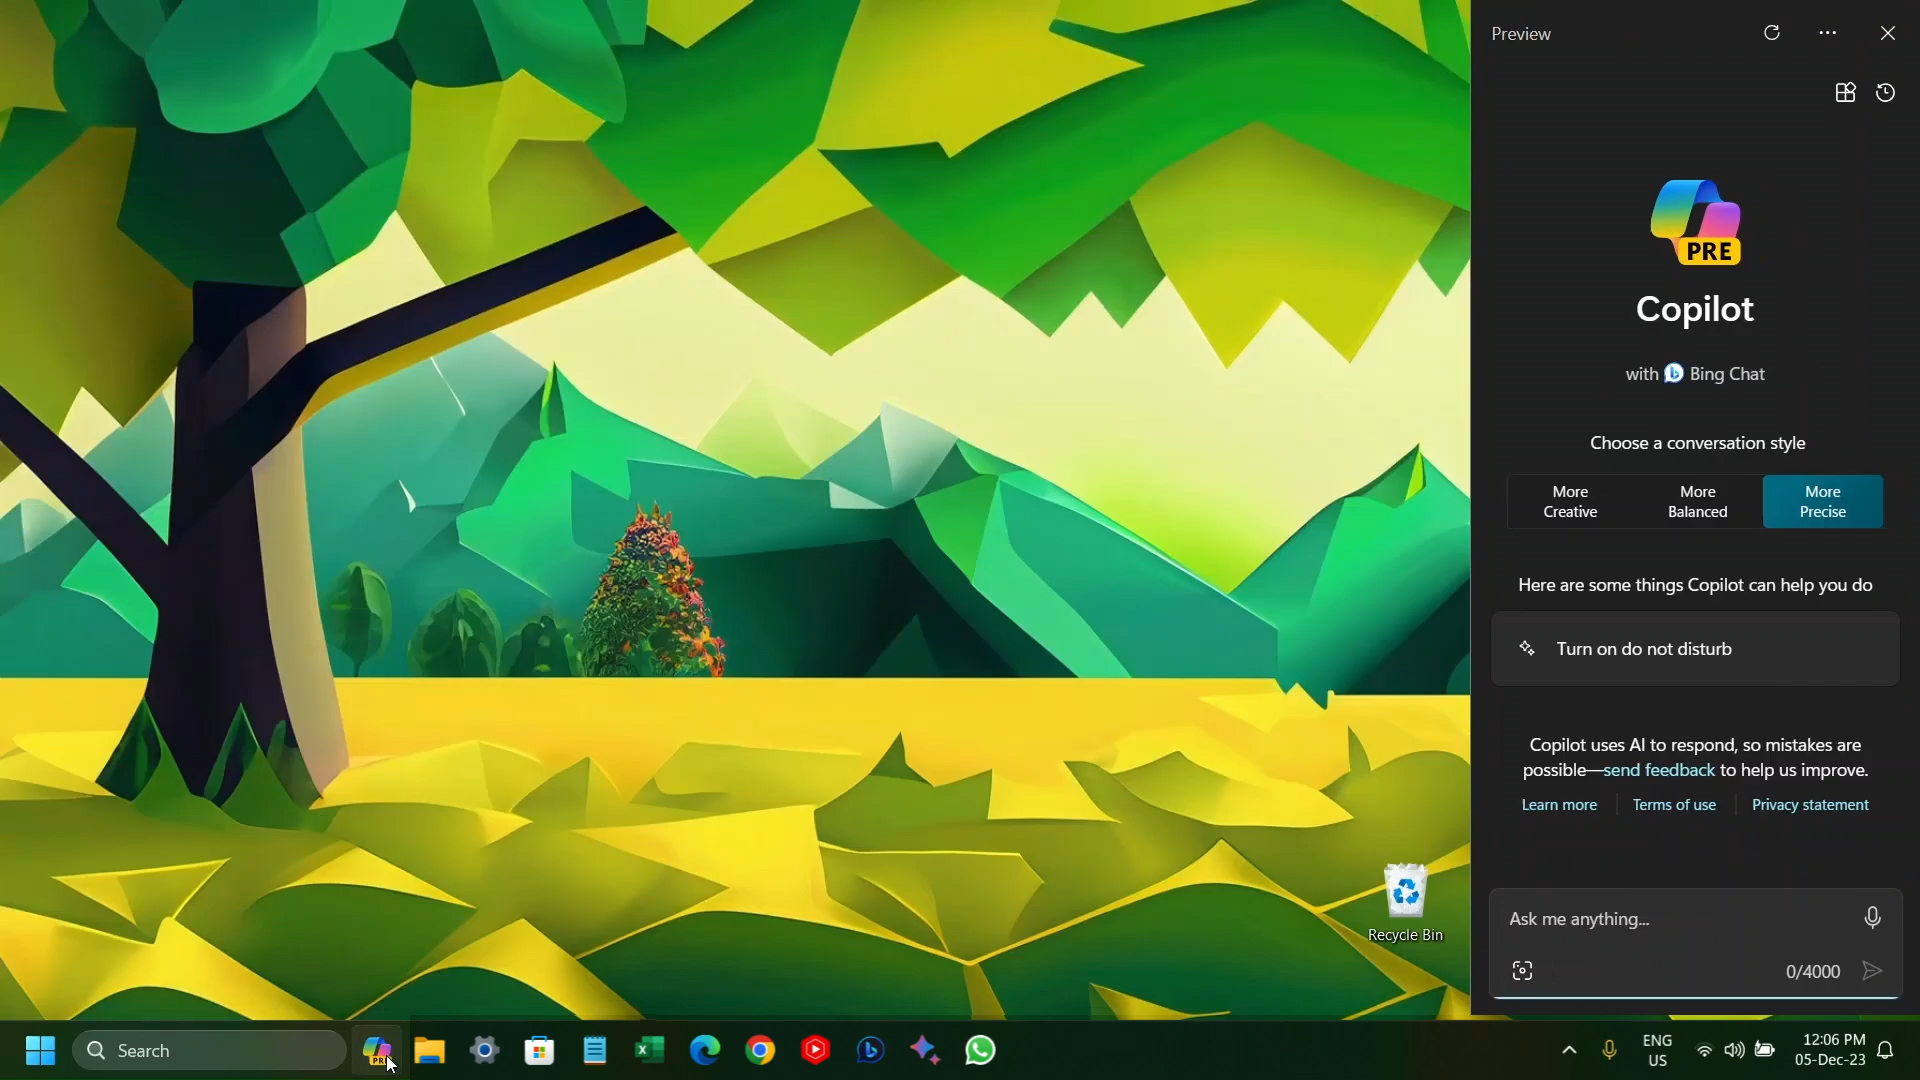 Preview
PRE
Copilot
with Bing Chat
Choose a conversation style
More
Creative
More
Balanced
More
Precise
Here are some things Copilot can help you do
Turn on do not disturb
Copilot uses AI to respond, so mistakes are
possible—send feedback to help us improve.
Learn more
Terms of use
Privacy statement
Recycle Bin
Ask me anything...
0/4000
Search
PRE
ENG
US
12:06 PM
05-Dec-23